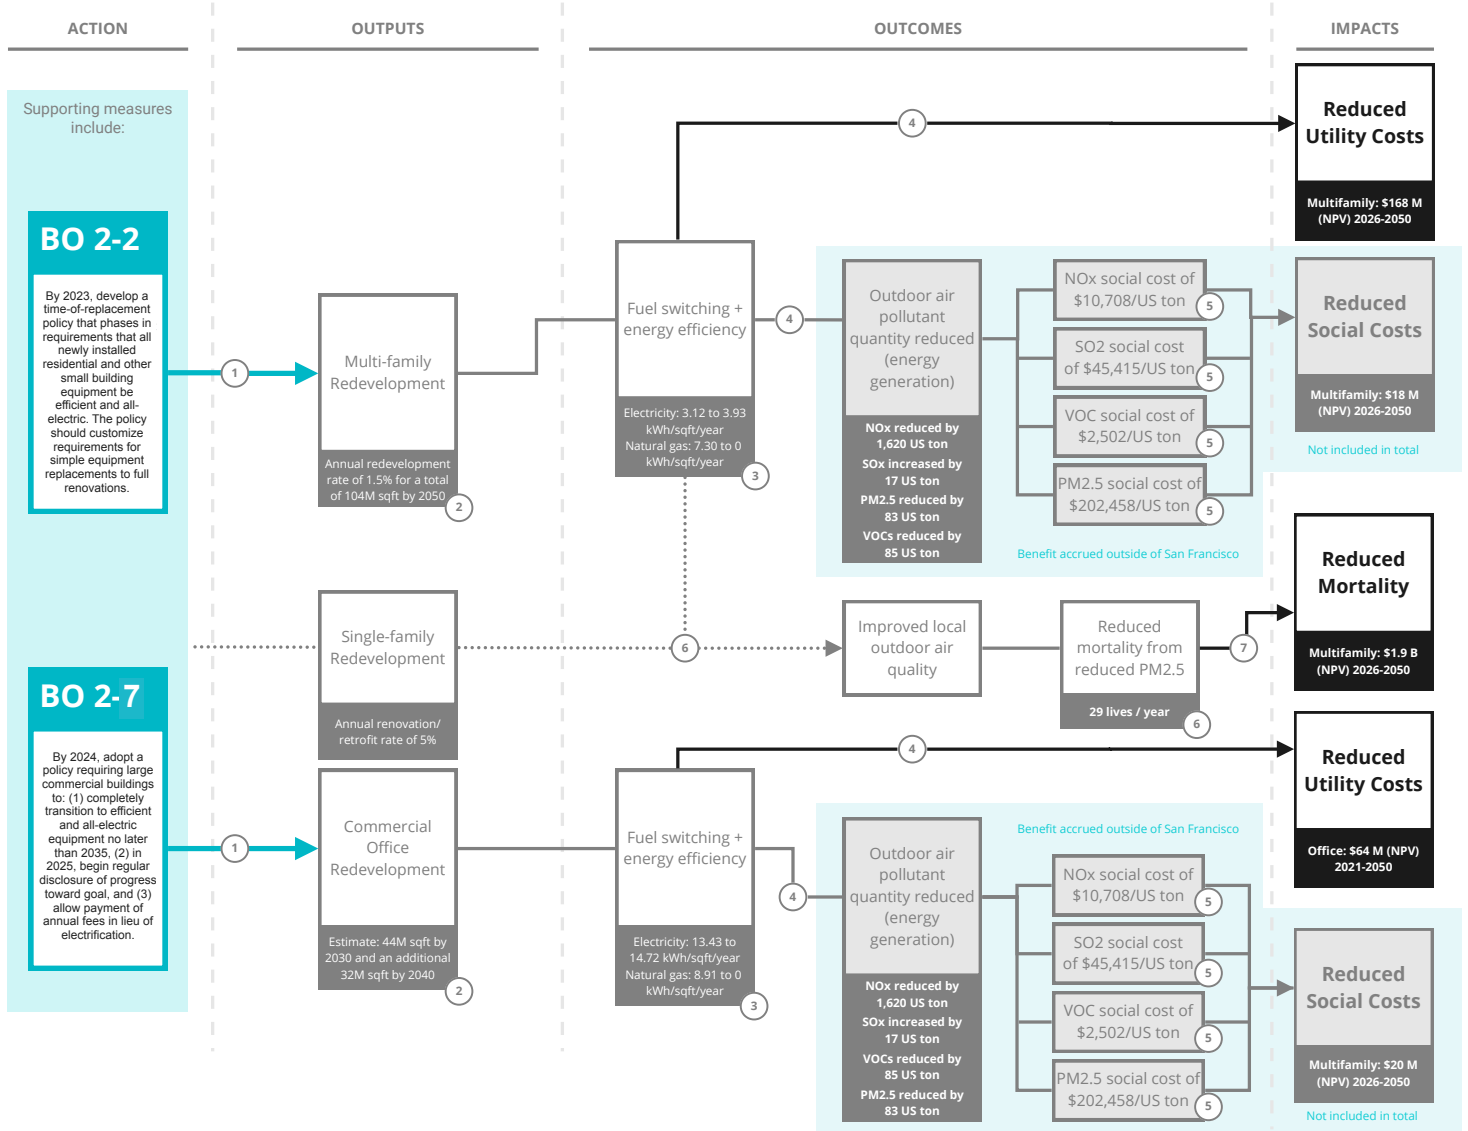 ACTION
OUTPUTS
OUTCOMES
IMPACTS
Supporting measures
include:
BO 2-2
By 2023, develop a
time-of-replacement
policy that phases in
requirements that all
newly installed
residential and other
small building
equipment be
efficient and all-
electric. The policy
should customize
requirements for
simple equipment
replacements to full
renovations.
1
Multi-family
Redevelopment
Annual redevelopment
rate of 1.5% for a total
of 104M sqft by 2050
2
Fuel switching +
energy efficiency
Electricity: 3.12 to 3.93
kWh/sqft/year
Natural gas: 7.30 to 0
kWh/sqft/year
3
4
4
Outdoor air
pollutant
quantity reduced
(energy
generation)
NOx reduced by
1,620 US ton
SOx increased by
17 US ton
PM2.5 reduced by
83 US ton
VOCs reduced by
85 US ton
NOx social cost of
$10,708/US ton
5
SO2 social cost
of $45,415/US ton
5
VOC social cost of
$2,502/US ton
5
PM2.5 social cost of
$202,458/US ton
5
Benefit accrued outside of San Francisco
Reduced
Utility Costs
Multifamily: $168 M
(NPV) 2026-2050
Reduced
Social Costs
Multifamily: $18 M
(NPV) 2026-2050
Not included in total
Single-family
Redevelopment
Annual renovation/
retrofit rate of 5%
6
Improved local
outdoor air
quality
Reduced
mortality from
reduced PM2.5
29 lives / year
6
7
Reduced
Mortality
Multifamily: $1.9 B
(NPV) 2026-2050
BO 2-7
By 2024, adopt a
policy requiring large
commercial buildings
to: (1) completely
transition to efficient
and all-electric
equipment no later
than 2035, (2) in
2025, begin regular
disclosure of progress
toward goal, and (3)
allow payment of
annual fees in lieu of
electrification.
1
Commercial
Office
Redevelopment
Estimate: 44M sqft by
2030 and an additional
32M sqft by 2040
2
Fuel switching +
energy efficiency
Electricity: 13.43 to
14.72 kWh/sqft/year
Natural gas: 8.91 to 0
kWh/sqft/year
3
4
4
Outdoor air
pollutant
quantity reduced
(energy
generation)
NOx reduced by
1,620 US ton
SOx increased by
17 US ton
VOCs reduced by
85 US ton
PM2.5 reduced by
83 US ton
Benefit accrued outside of San Francisco
NOx social cost of
$10,708/US ton
5
SO2 social cost
of $45,415/US ton
5
VOC social cost of
$2,502/US ton
5
PM2.5 social cost of
$202,458/US ton
5
Reduced
Utility Costs
Office: $64 M (NPV)
2021-2050
Reduced
Social Costs
Multifamily: $20 M
(NPV) 2026-2050
Not included in total